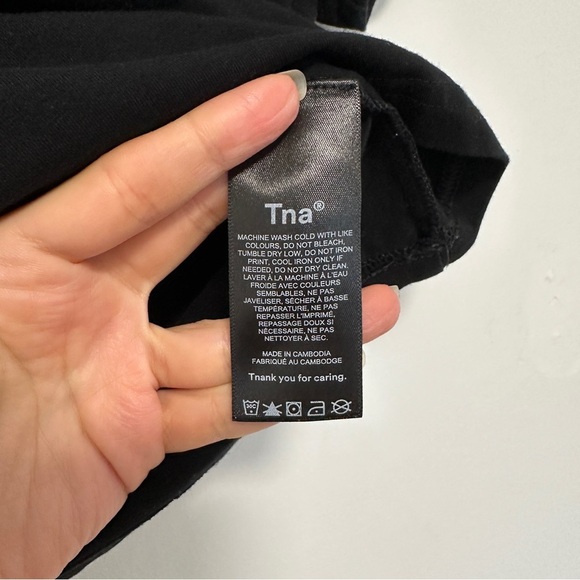 Tna®
MACHINE WASH COLD WITH LIKE
COLOURS, DO NOT BLEACH,
TUMBLE DRY LOW, DO NOT IRON
PRINT, COOL IRON ONLY IF
NEEDED, DO NOT DRY CLEAN.
LAVER À LA MACHINE À L'EAU
FROIDE AVEC COULEURS
SEMBLABLES, NE PAS
JAVELISER, SÉCHER À BASSE
TEMPÉRATURE, NE PAS
REPASSER L'IMPRIMÉ,
REPASSAGE DOUX SI
NÉCESSAIRE, NE PAS
NETTOYER À SEC.
MADE IN CAMBODIA
FABRIQUÉ AU CAMBODGE
Tnank you for caring.
30C